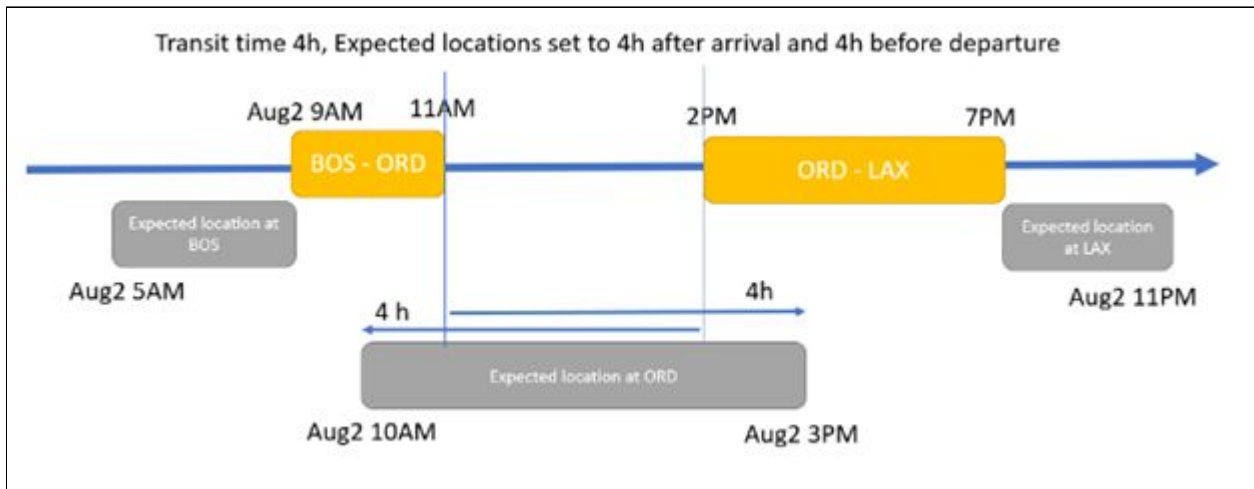 Transit time 4h, Expected locations set to 4h after arrival and 4h before departure
Aug2 9AM
11AM
2PM
7PM
BOS - ORD
ORD - LAX
Expected location at
BOS
Expected location
at LAX
Aug2 5AM
Aug2 11PM
4 h
4h
Expected location at ORD
Aug2 10AM
Aug2 3PM